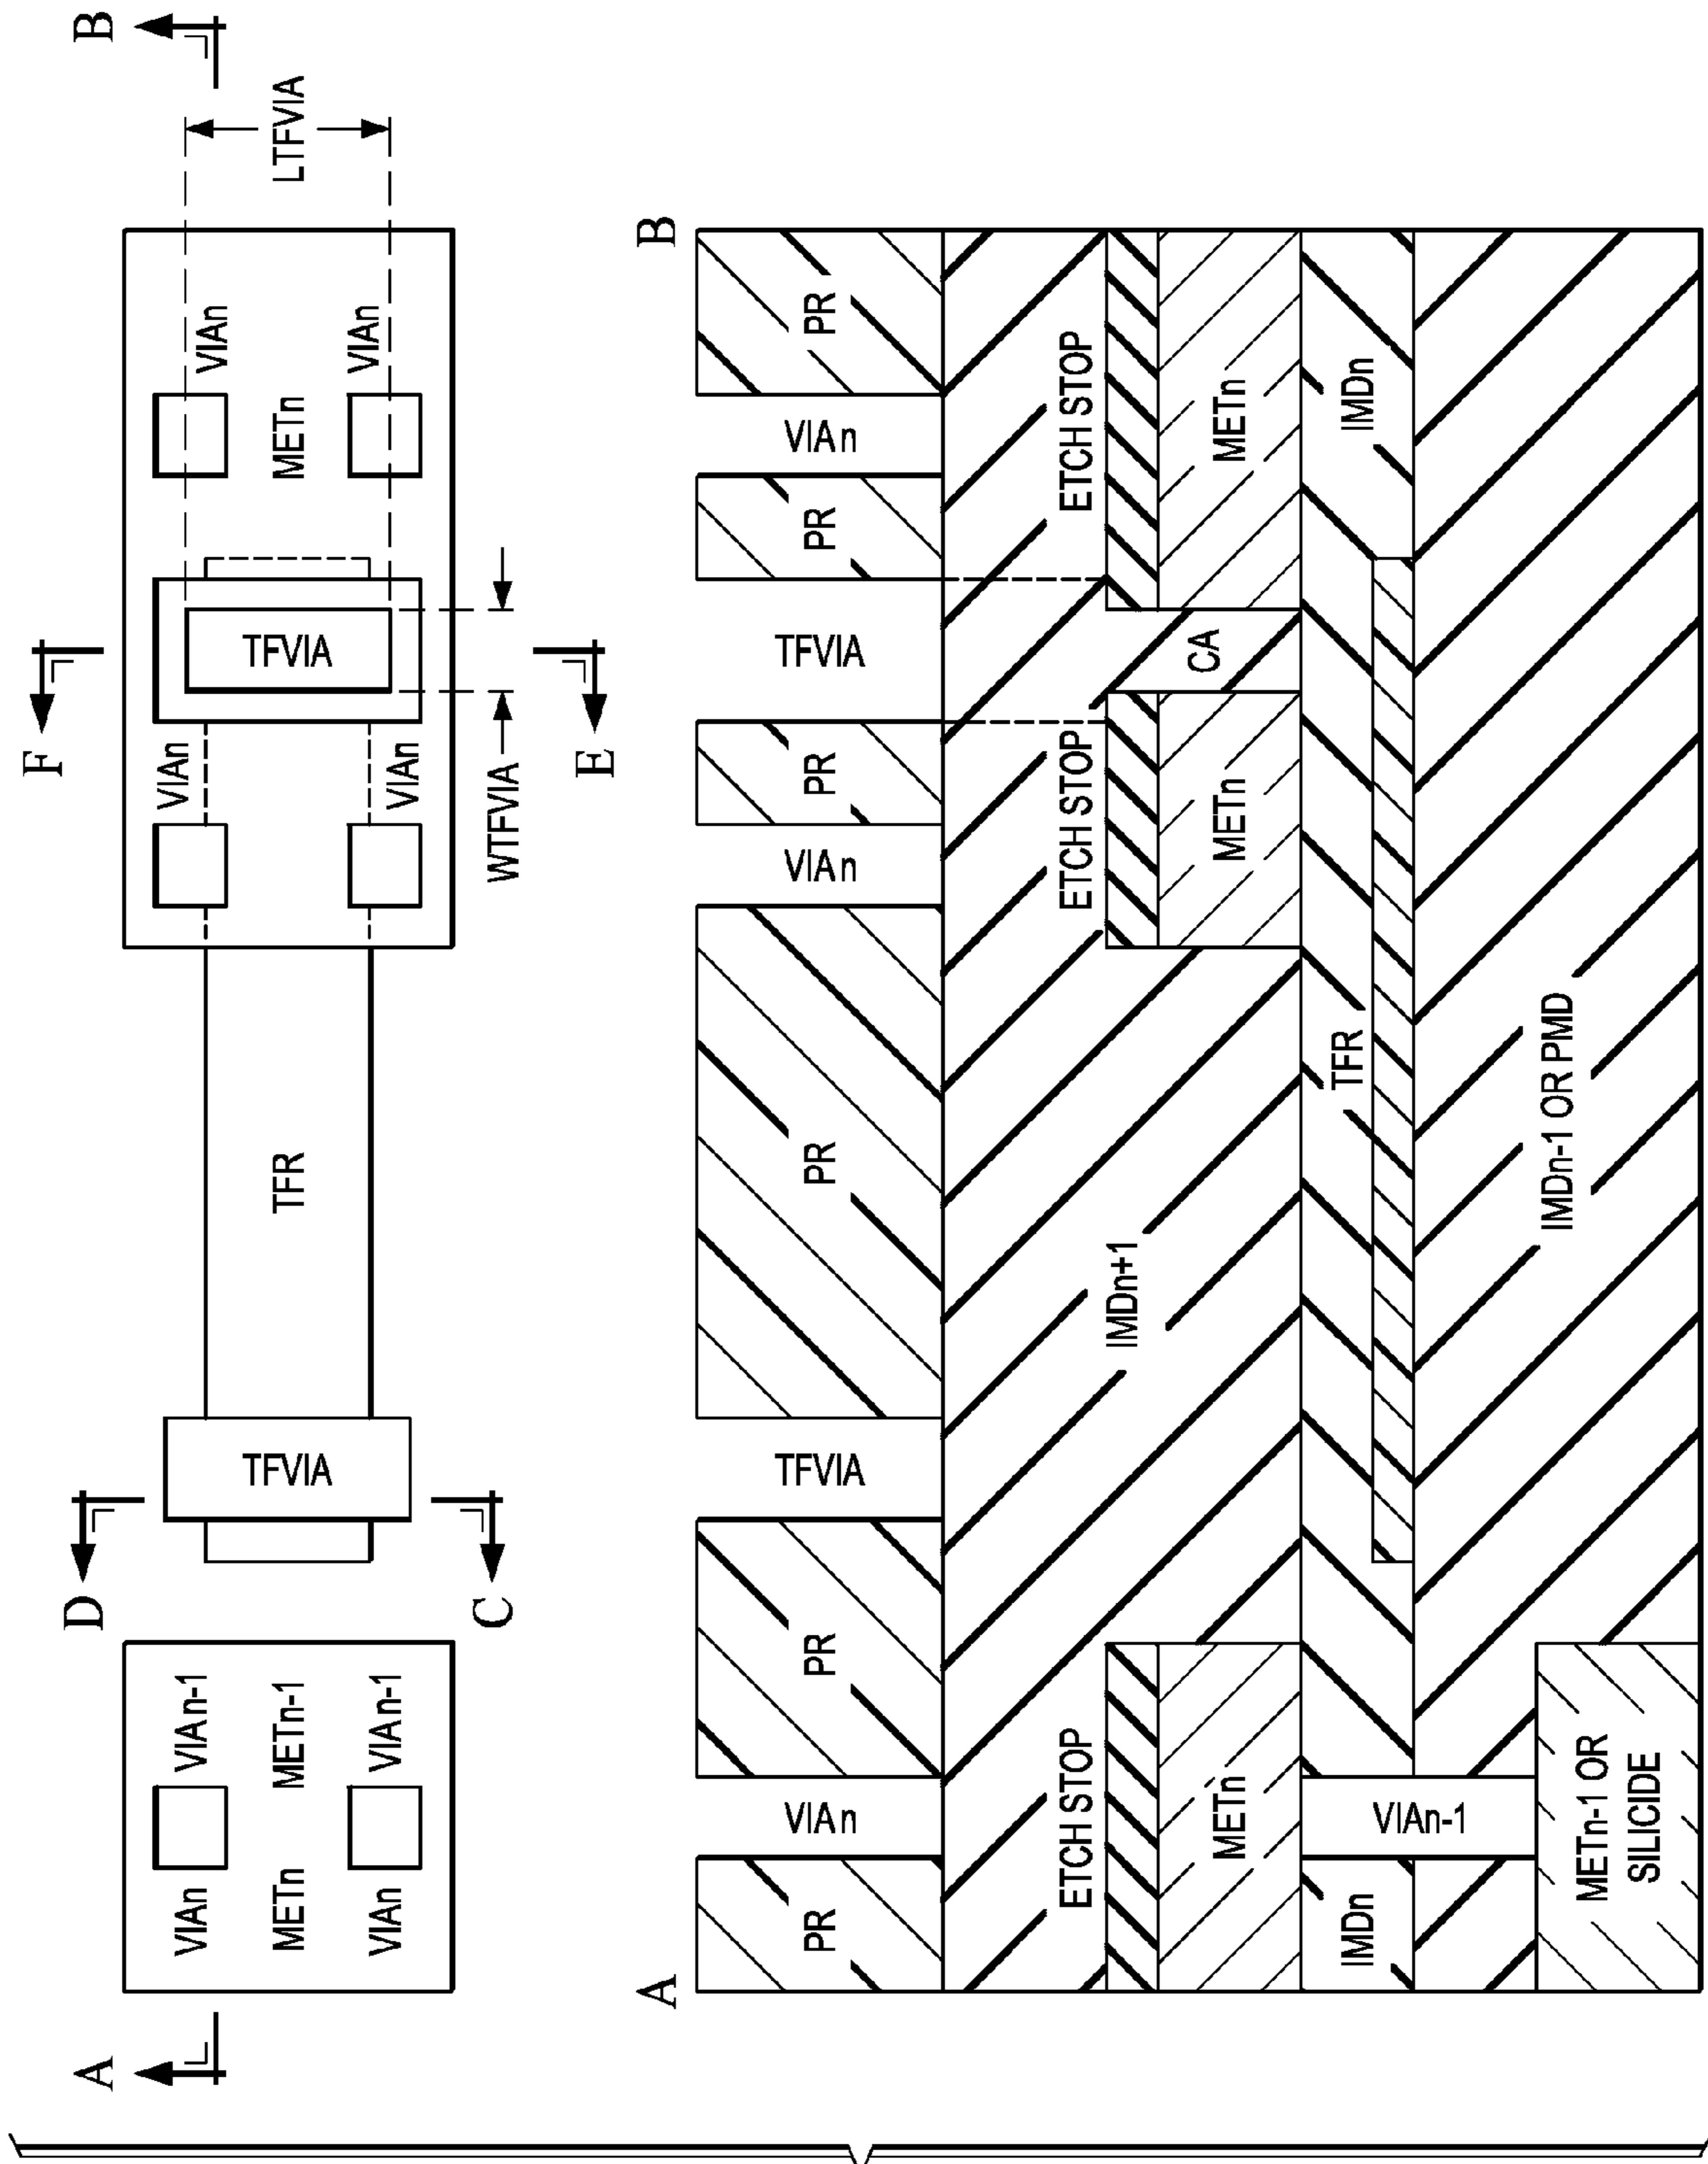 F
D
A
B
VIAn
VIAn-1
VIAn
VIAn
METn
METn-1
TFVIA
TFR
TFVIA
METn
LTFVIA
VIAn
VIAn-1
VIAn
VIAn
C
WTFVIA
E
A
B
PR
VIAn
PR
TFVIA
PR
VIAn
PR
TFVIA
PR
VIAn
PR
ETCH STOP
ETCH STOP
ETCH STOP
IMDn+1
CA
METn
METn
METn
IMDn
TFR
IMDn
VIAn-1
IMDn-1 OR PMD
METn-1 OR
SILICIDE